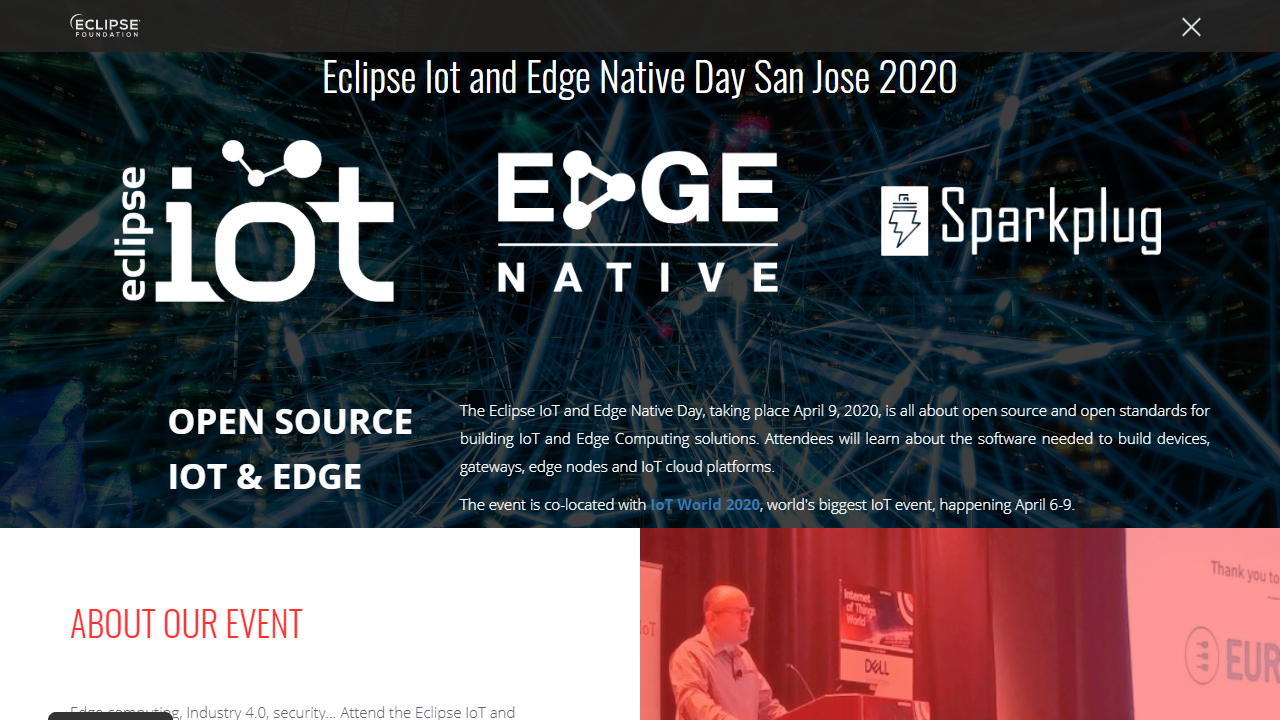 ECLIPSE
FOUNDATION
Eclipse Iot and Edge Native Day San Jose 2020
eclipse iot
EDGE
NATIVE
Sparkplug
OPEN SOURCE
IOT & EDGE
The Eclipse IoT and Edge Native Day, taking place April 9, 2020, is all about open source and open standards for
building IoT and Edge Computing solutions. Attendees will learn about the software needed to build devices,
gateways, edge nodes and IoT cloud platforms.
The event is co-located with IoT World 2020, world's biggest IoT event, happening April 6-9.
ABOUT OUR EVENT
Edge computing, Industry 4.0, security... Attend the Eclipse IoT and
IoT
Internet
of Things
World
DELL
Thank you to
EUR